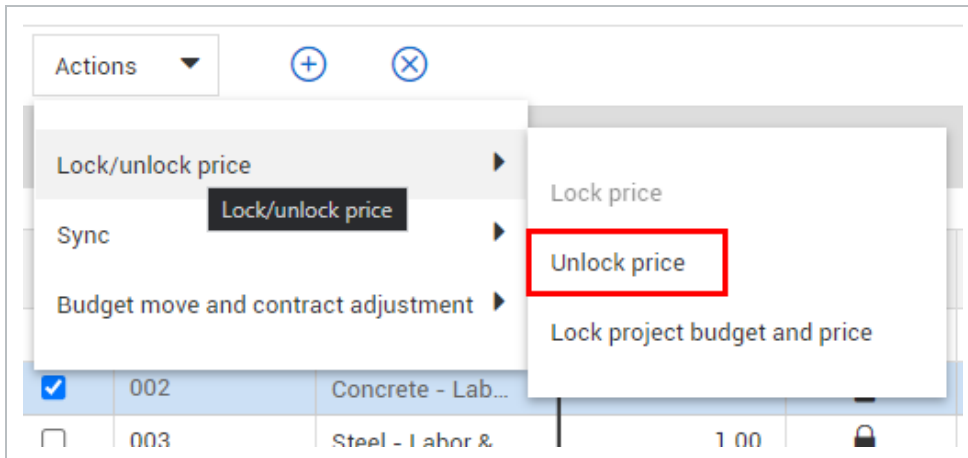 Actions
Lock/unlock price
Lock/unlock price
Sync
Budget move and contract adjustment
Lock price
Unlock price
Lock project budget and price
002 Concrete - Lab...
003 Steel - Labor & 1.00